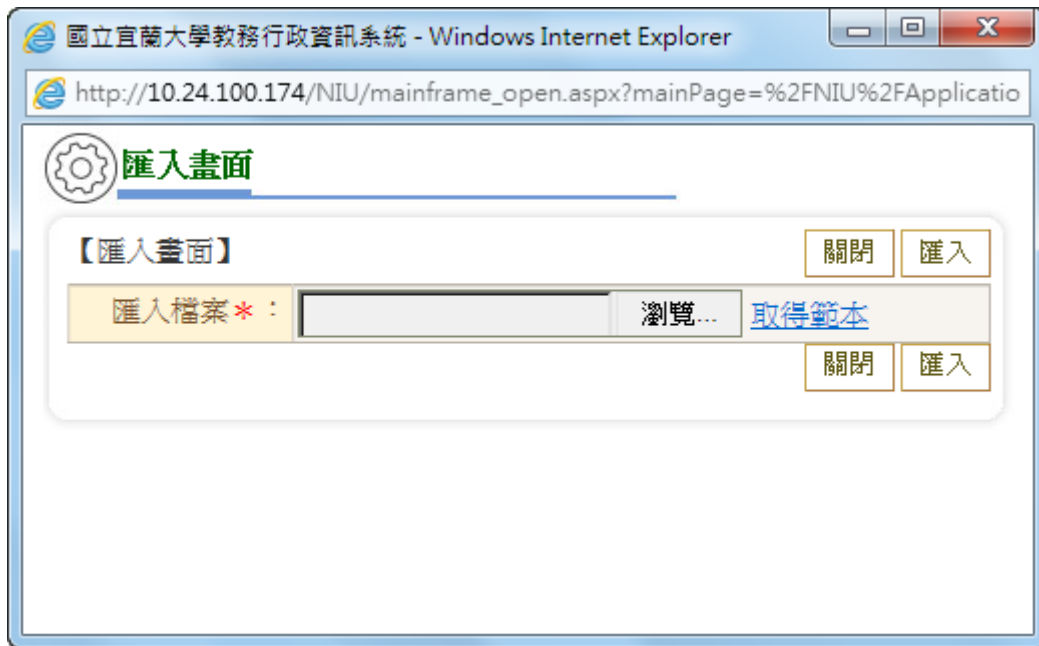 國立宜蘭大學教務行政資訊系統 - Windows Internet Explorer
http://10.24.100.174/NIU/mainframe_open.aspx?mainPage=%2FNIU%2FApplicatio
匯入畫面
【匯入畫面】 關閉 匯入
匯入檔案*： 瀏覽... 取得範本
關閉 匯入